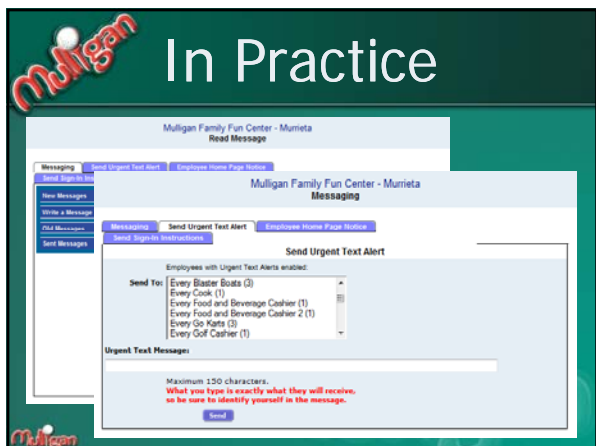 Mulligan
In Practice
Mulligan Family Fun Center - Murrieta
Read Message
Messaging Send Urgent Text Alert Employee Home Page Notice
Send Sign-In Ins
New Messages
Write a Message
Old Messages
Sent Messages
Mulligan Family Fun Center - Murrieta
Messaging
Messaging Send Urgent Text Alert Employee Home Page Notice
Send Sign-In Instructions
Send Urgent Text Alert
Employees with Urgent Text Alerts enabled:
Send To: Every Blaster Boats (3)
Every Cook (1)
Every Food and Beverage Cashier (1)
Every Food and Beverage Cashier 2 (1)
Every Go Karts (3)
Every Golf Cashier (1)
Urgent Text Message:
Maximum 150 characters.
What you type is exactly what they will receive,
so be sure to identify yourself in the message.
Send
Mulligan